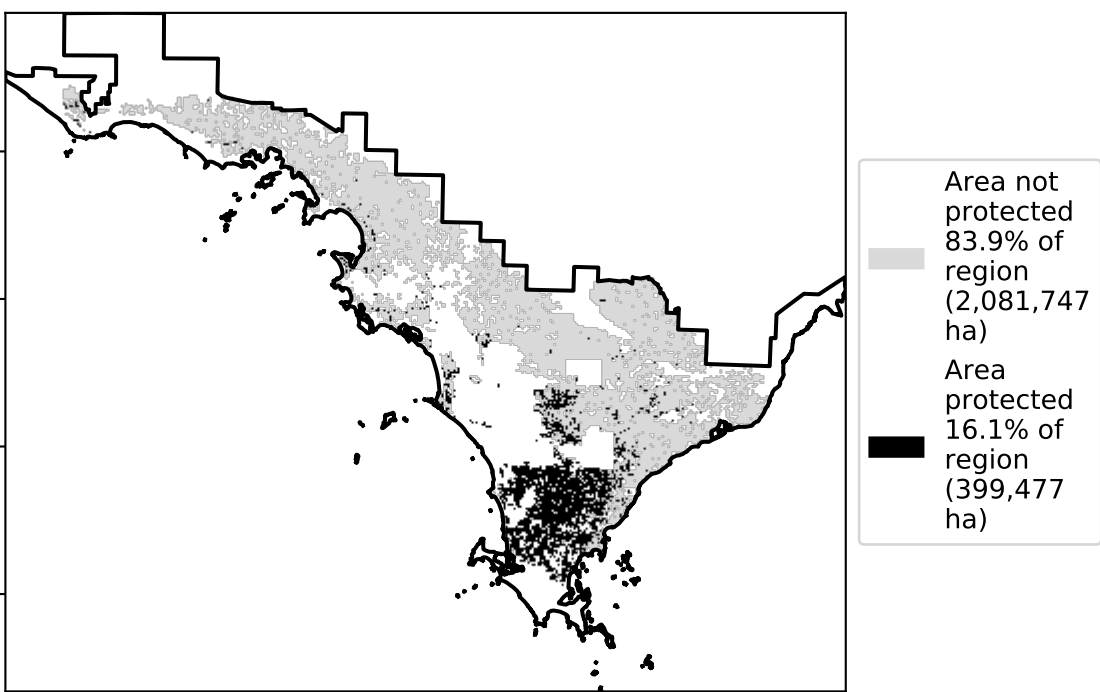 Area not
protected
83.9% of
region
(2,081,747
ha)
Area
protected
16.1% of
region
(399,477
ha)